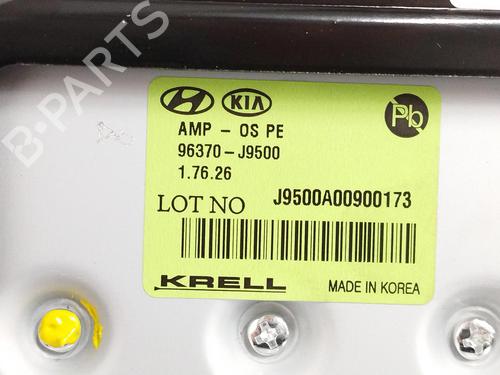 B-PARTS
KIA
Pb
AMP - OS PE
96370-J9500
1.76.26
LOT NO J9500A00900173
KRELL MADE IN KOREA